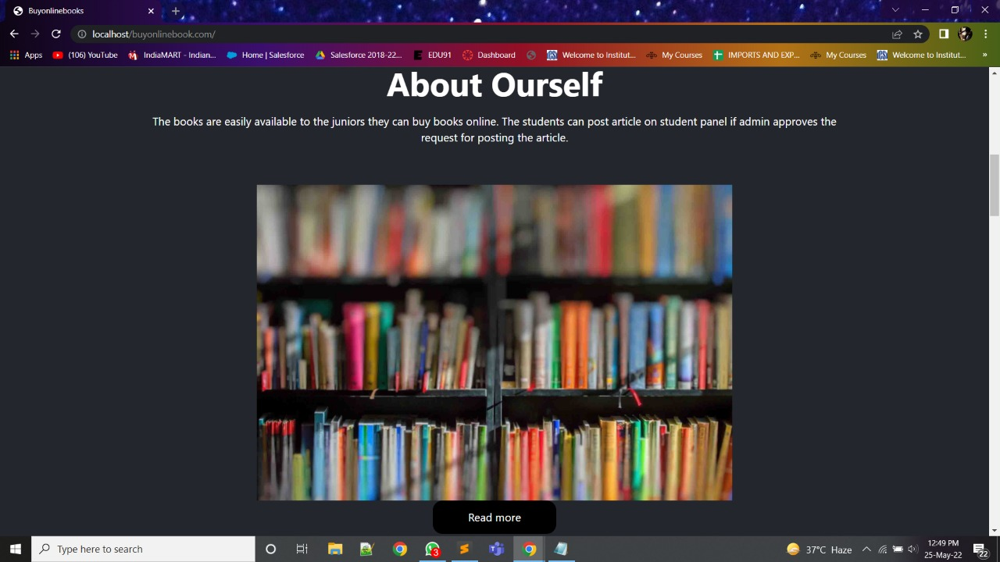 Buyonlinebooks
localhost/buyonlinebook.com/
Apps
(106) YouTube
IndiaMART - Indian...
Home | Salesforce
Salesforce 2018-22...
EDU91
Dashboard
Welcome to Institut...
My Courses
IMPORTS AND EXP...
My Courses
Welcome to Institut...
»
About Ourself
The books are easily available to the juniors they can buy books online. The students can post article on student panel if admin approves the
request for posting the article.
Read more
Type here to search
3
37°C Haze
12:49 PM
25-May-22
22